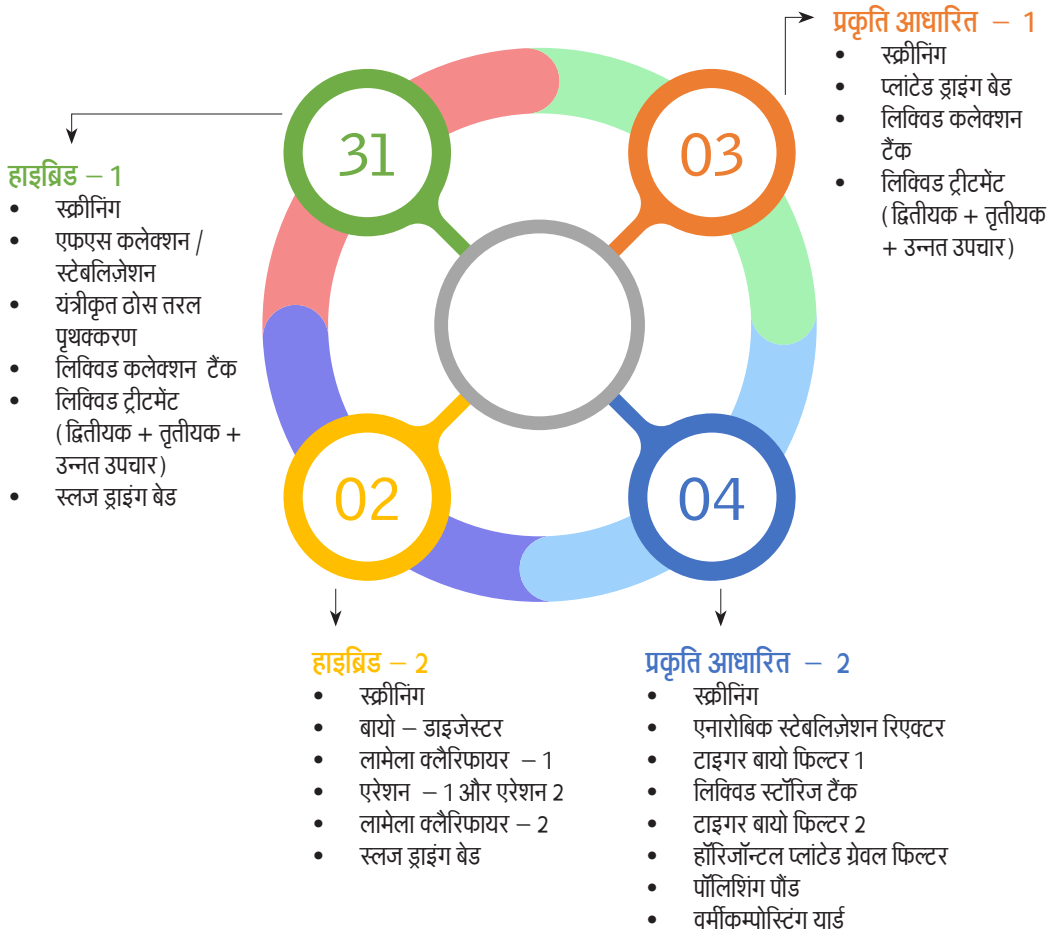 प्रकृति आधारित – 1
• स्क्रीनिंग
• प्लांटेड ड्राइंग बेड
• लिक्विड कलेक्शन
टैंक
• लिक्विड ट्रीटमेंट
(द्वितीयक + तृतीयक
+ उन्नत उपचार)
31
03
हाइब्रिड – 1
• स्क्रीनिंग
• एफएस कलेक्शन /
स्टेबलिज़ेशन
• यंत्रीकृत ठोस तरल
पृथक्करण
• लिक्विड कलेक्शन टैंक
• लिक्विड ट्रीटमेंट
(द्वितीयक + तृतीयक +
उन्नत उपचार)
• स्लज ड्राइंग बेड
02
04
हाइब्रिड – 2
• स्क्रीनिंग
• बायो – डाइजेस्टर
• लामेला क्लैरिफायर – 1
• एरेशन – 1 और एरेशन 2
• लामेला क्लैरिफायर – 2
• स्लज ड्राइंग बेड
प्रकृति आधारित – 2
• स्क्रीनिंग
• एनारोबिक स्टेबलिज़ेशन रिएक्टर
• टाइगर बायो फिल्टर 1
• लिक्विड स्टॉरिज टैंक
• टाइगर बायो फिल्टर 2
• हॉरिजॉन्टल प्लांटेड ग्रेवल फिल्टर
• पॉलिशिंग पौंड
• वर्मीकम्पोस्टिंग यार्ड